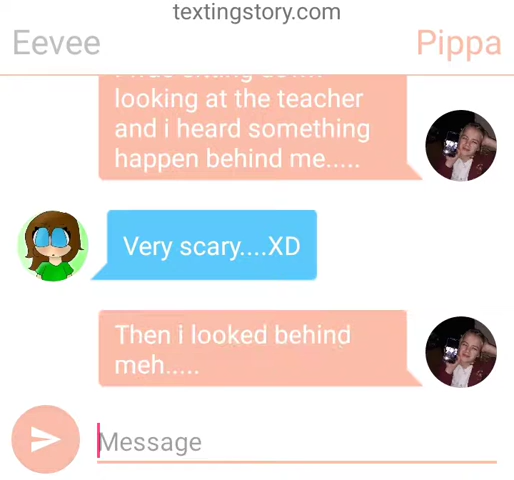 textingstory.com
Eevee
Pippa
looking at the teacher
and i heard something
happen behind me.....
Very scary....XD
Then i looked behind
meh.....
Message